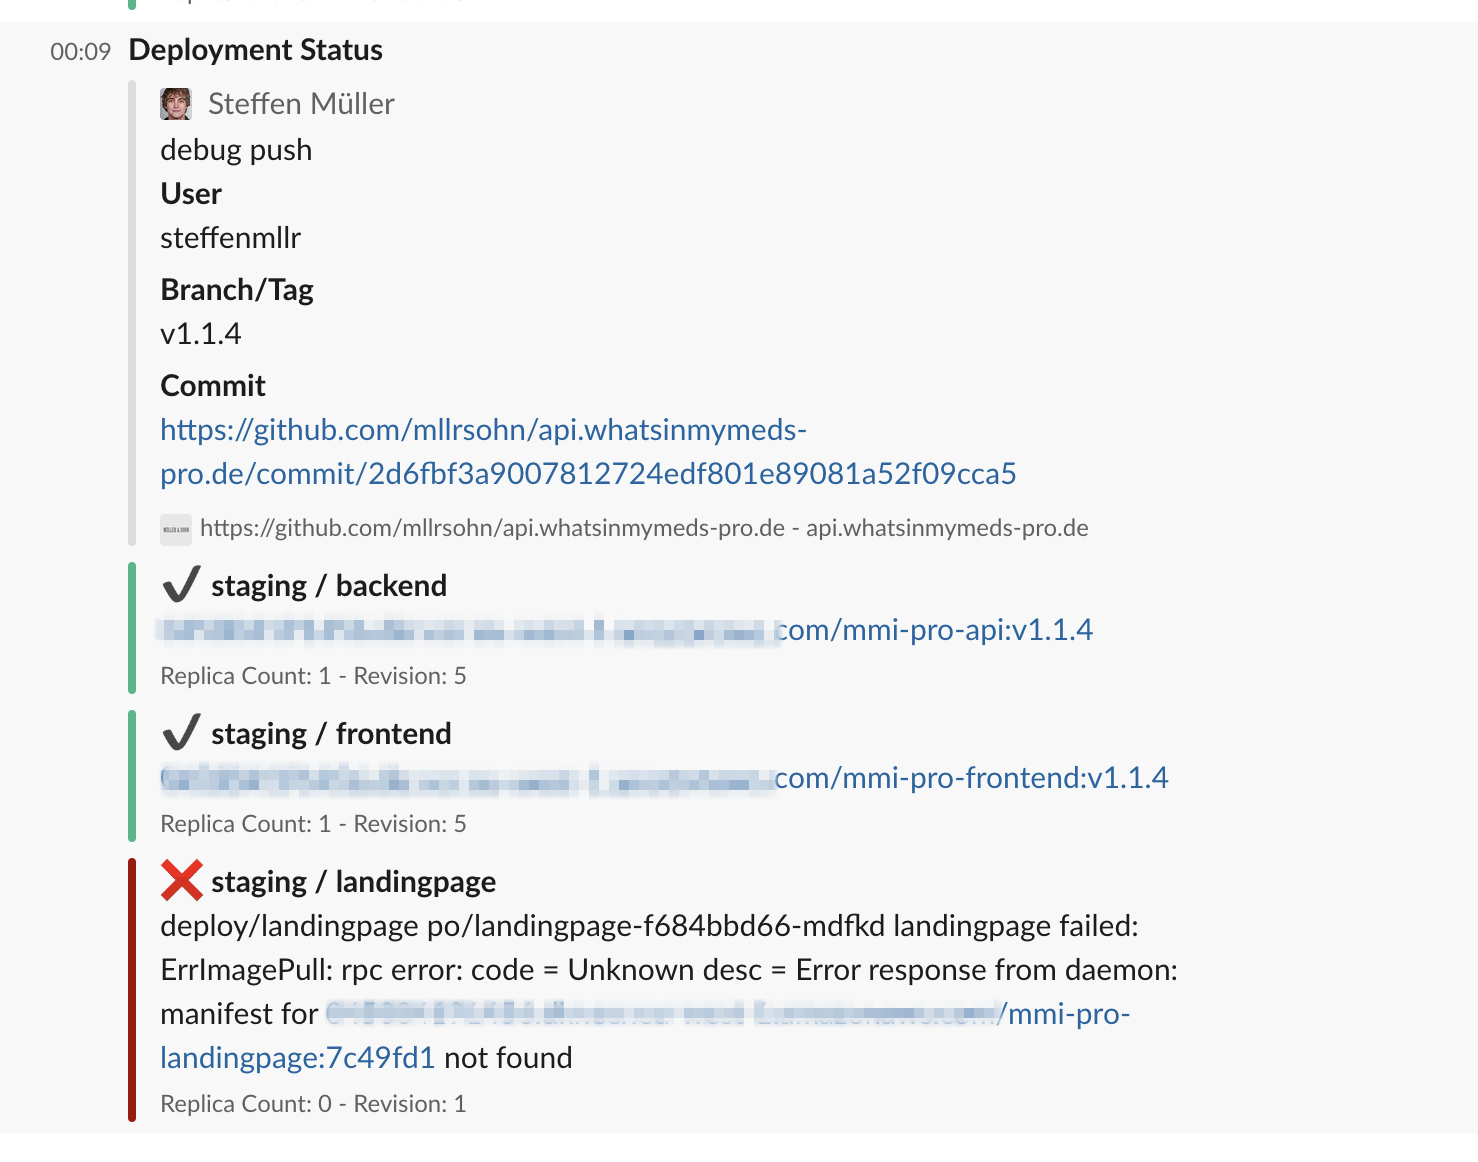 00:09 Deployment Status
Steffen Müller
debug push
User
steffenmllr
Branch/Tag
v1.1.4
Commit
https://github.com/mllrsohn/api.whatsinmymeds-
pro.de/commit/2d6fbf3a9007812724edf801e89081a52f09cca5
https://github.com/mllrsohn/api.whatsinmymeds-pro.de - api.whatsinmymeds-pro.de
✔ staging / backend
com/mmi-pro-api:v1.1.4
Replica Count: 1 - Revision: 5
✔ staging / frontend
com/mmi-pro-frontend:v1.1.4
Replica Count: 1 - Revision: 5
❌ staging / landingpage
deploy/landingpage po/landingpage-f684bbd66-mdfkd landingpage failed:
ErrImagePull: rpc error: code = Unknown desc = Error response from daemon:
manifest for /mmi-pro-
landingpage:7c49fd1 not found
Replica Count: 0 - Revision: 1